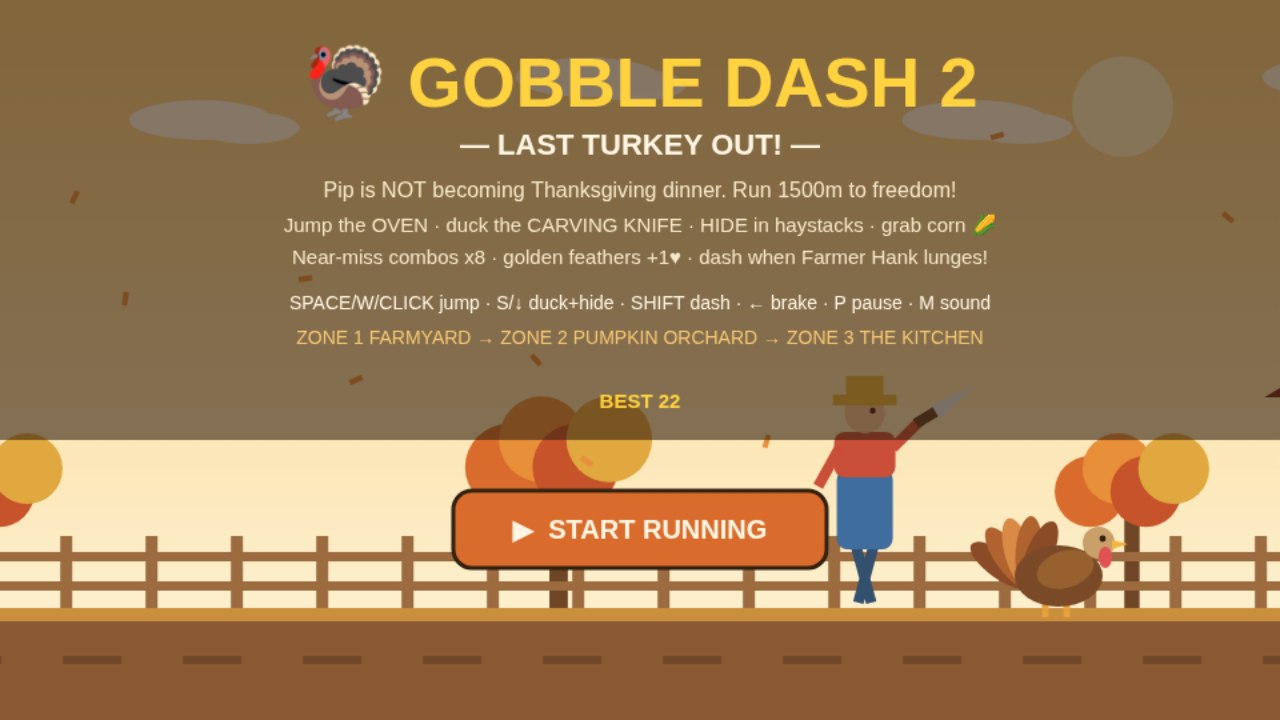 GOBBLE DASH 2
— LAST TURKEY OUT! —
Pip is NOT becoming Thanksgiving dinner. Run 1500m to freedom!
Jump the OVEN · duck the CARVING KNIFE · HIDE in haystacks · grab corn 🌽
Near-miss combos x8 · golden feathers +1♥ · dash when Farmer Hank lunges!
SPACE/W/CLICK jump · S/↓ duck+hide · SHIFT dash · ← brake · P pause · M sound
ZONE 1 FARMYARD → ZONE 2 PUMPKIN ORCHARD → ZONE 3 THE KITCHEN
BEST 22
▶ START RUNNING